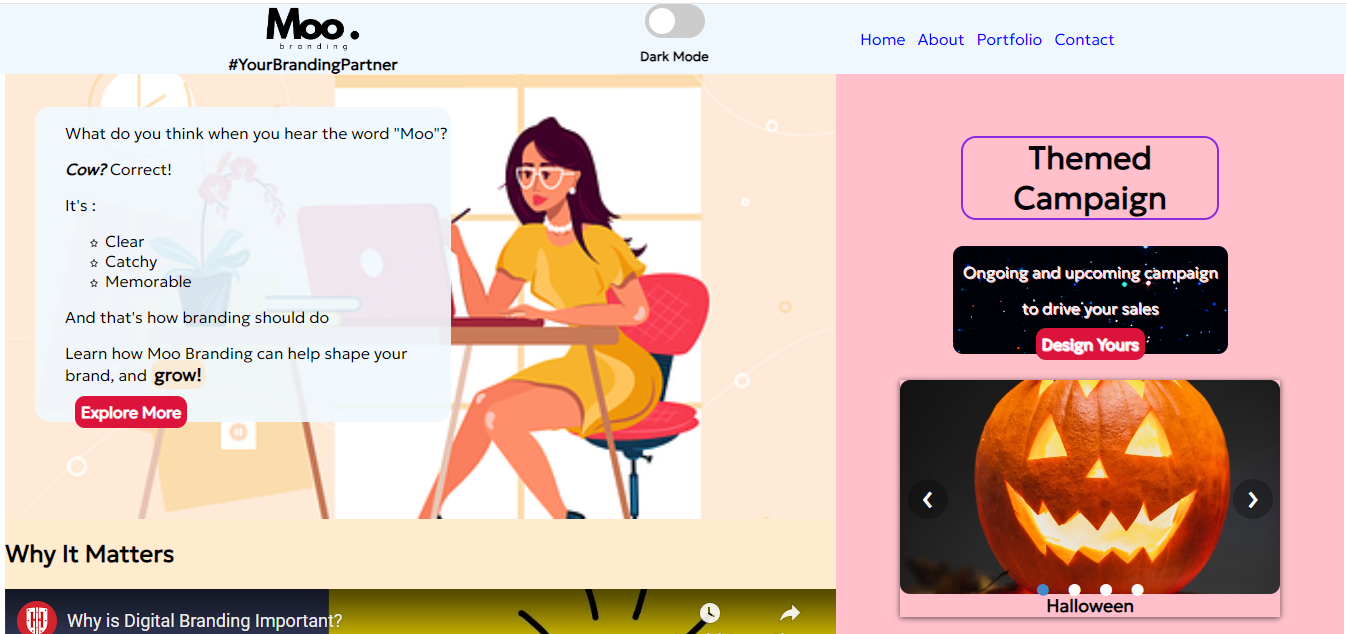 Moo.
branding
#YourBrandingPartner
Dark Mode
Home About Portfolio Contact
What do you think when you hear the word "Moo"?
Cow? Correct!
It's :
Clear
Catchy
Memorable
And that's how branding should do
Learn how Moo Branding can help shape your
brand, and grow!
Explore More
Why It Matters
Why is Digital Branding Important?
Themed
Campaign
Ongoing and upcoming campaign
to drive your sales
Design Yours
Halloween